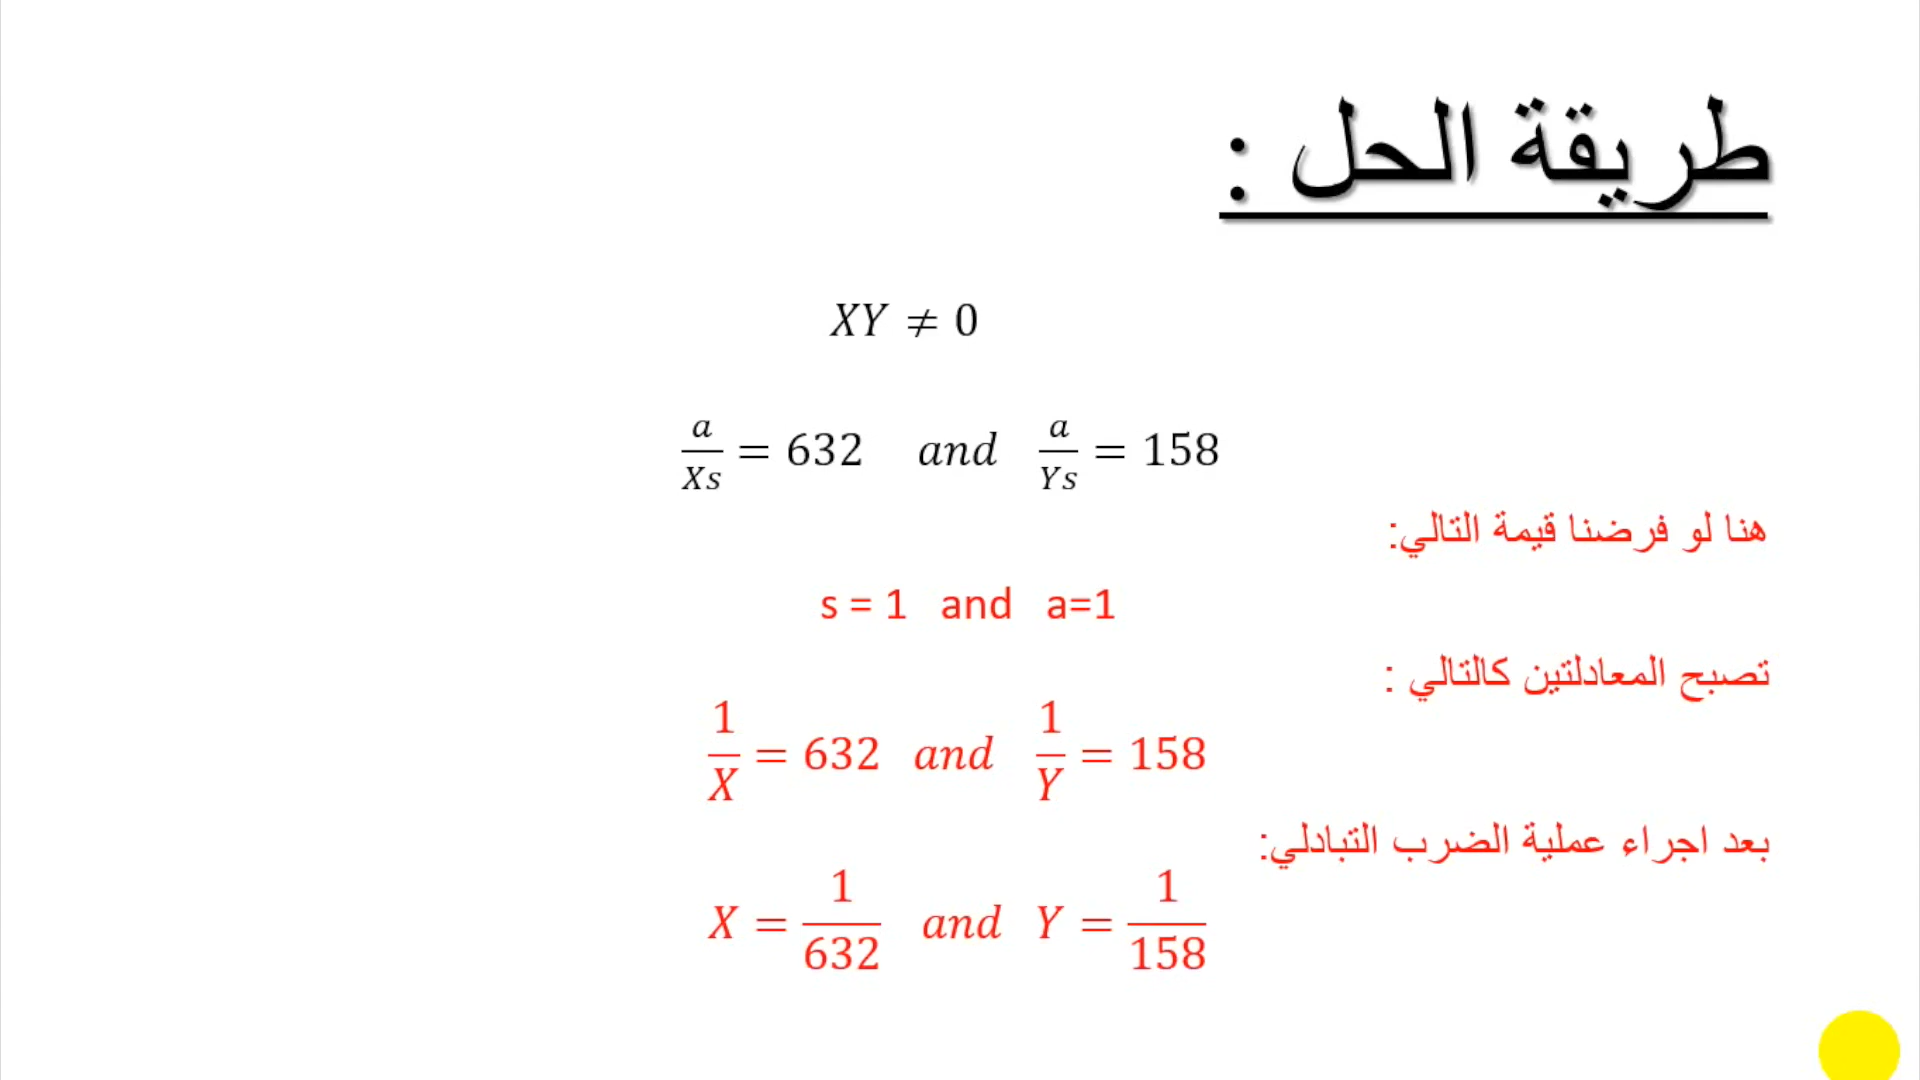 طريقة الحل :
XY ≠ 0
a/Xs = 632 and a/Ys = 158
هنا لو فرضنا قيمة التالي:
s = 1 and a=1
تصبح المعادلتين كالتالي :
1/X = 632 and 1/Y = 158
بعد اجراء عملية الضرب التبادلي:
X = 1/632 and Y = 1/158